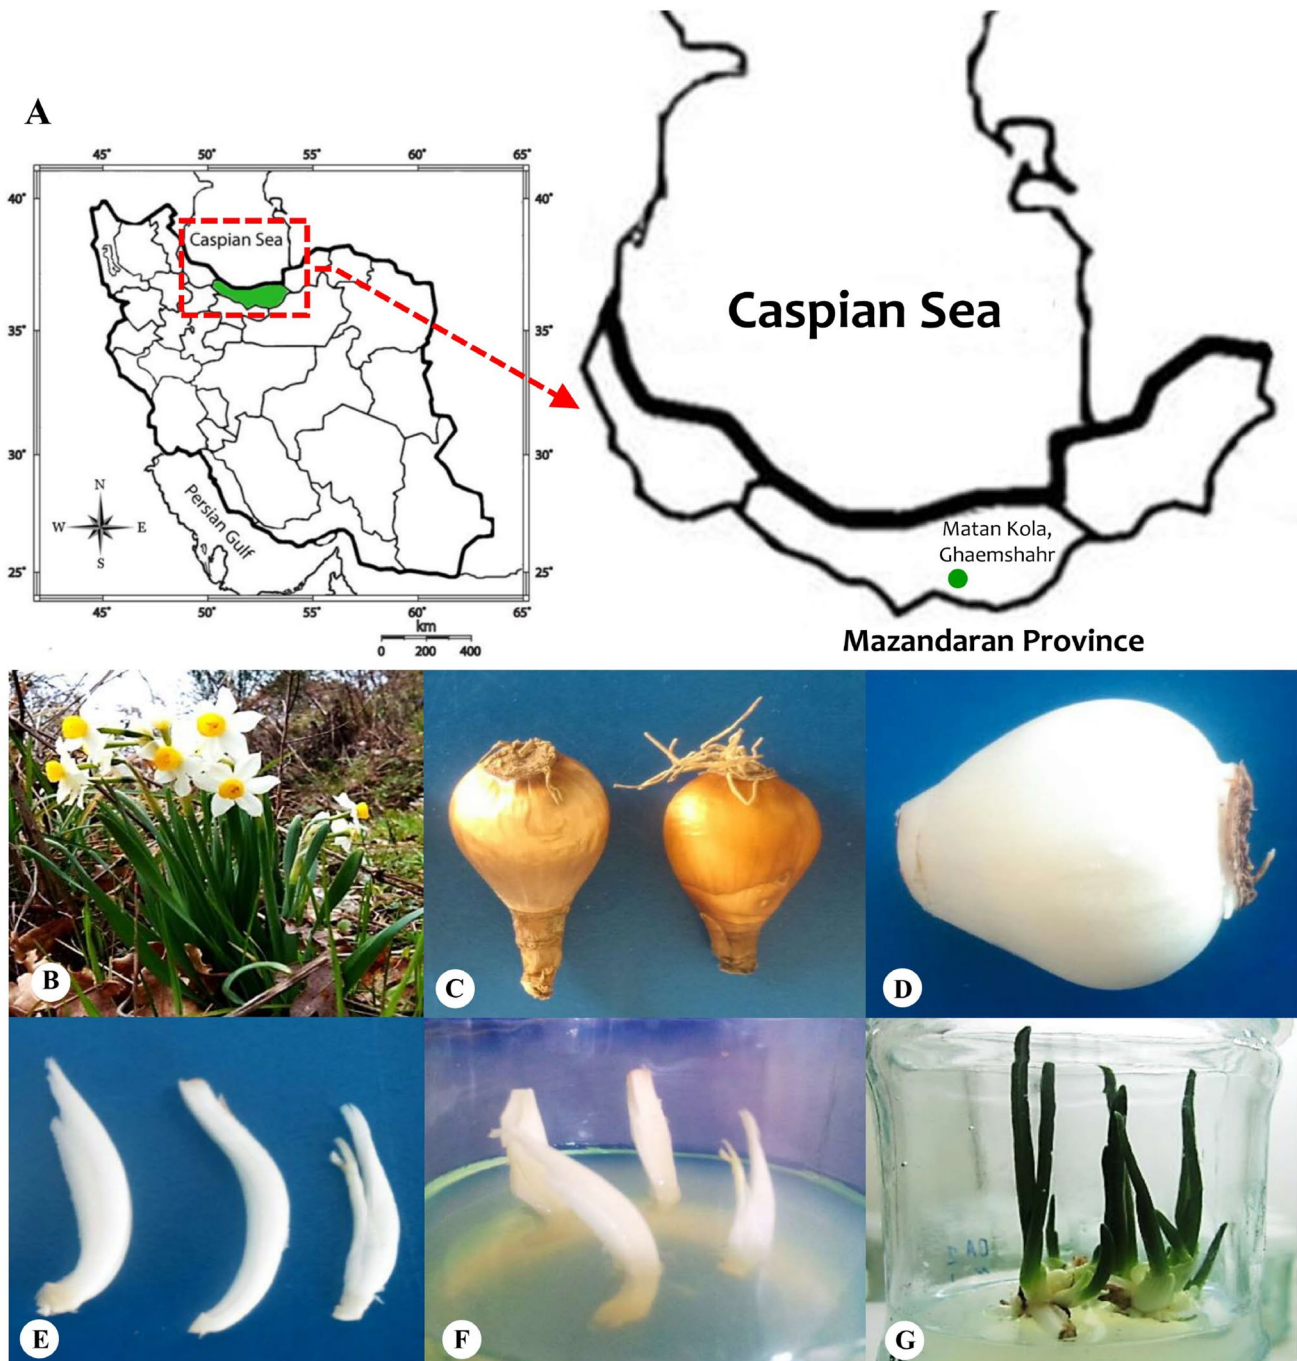 A
45° 50° 55° 60° 65°
40° 40°
Caspian Sea
35° 35°
30° 30°
Persian Gulf
N
W E
S
25° 25°
45° 50° 55° 60° 65°
km
0 200 400
Caspian Sea
Matan Kola,
Ghaemshahr
Mazandaran Province
B
C
D
E
F
G